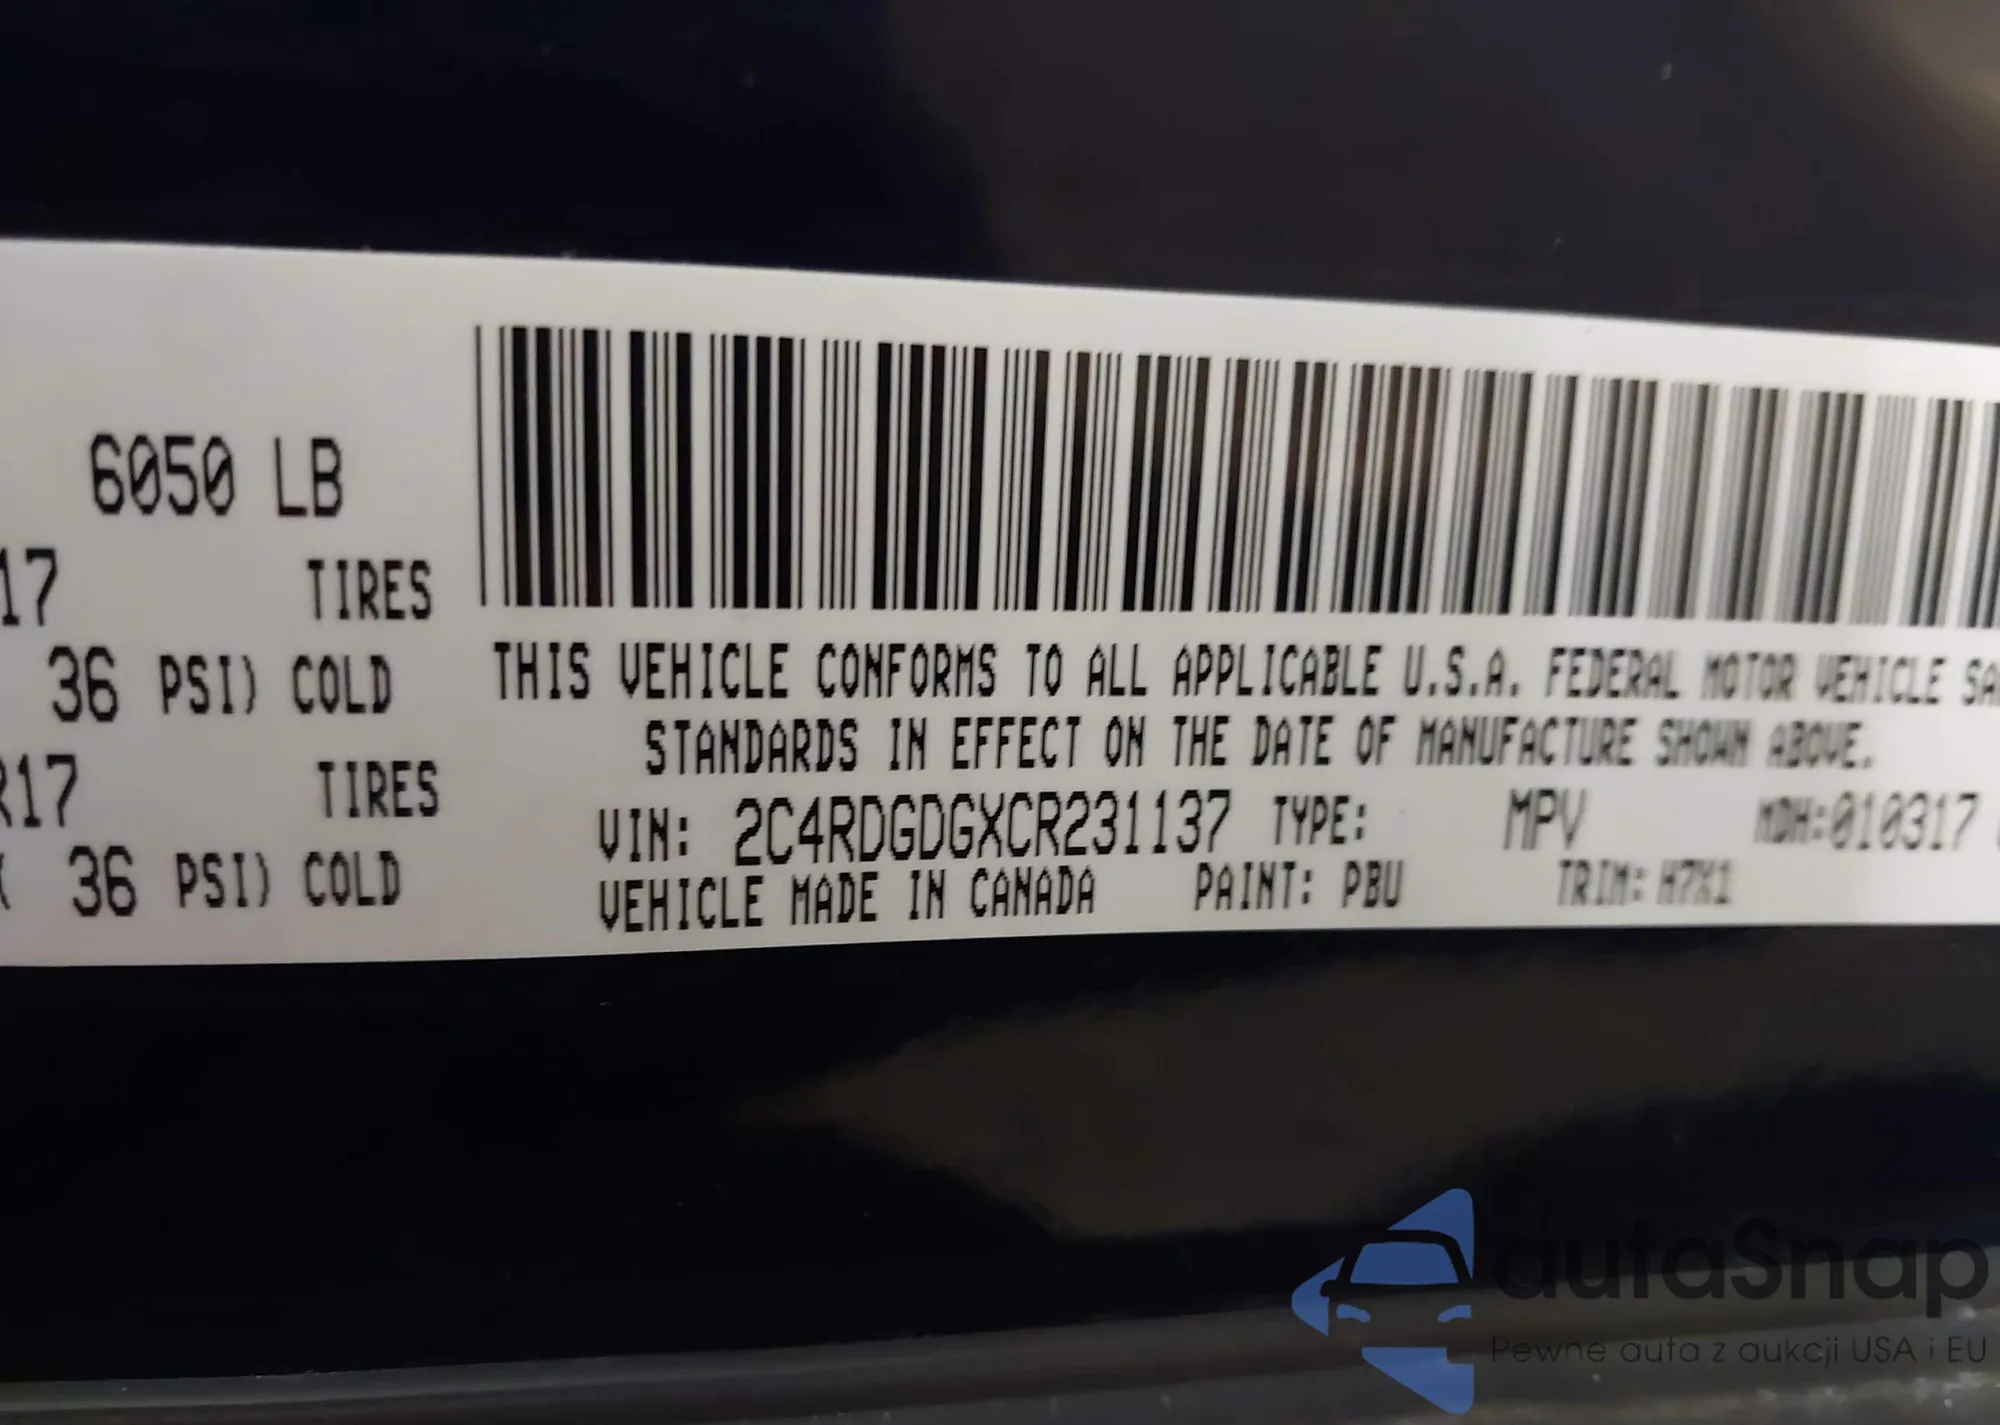 6050 LB
17 TIRES
36 PSI) COLD
R17 TIRES
36 PSI) COLD
THIS VEHICLE CONFORMS TO ALL APPLICABLE U.S.A. FEDERAL MOTOR VEHICLE SA
STANDARDS IN EFFECT ON THE DATE OF MANUFACTURE SHOWN ABOVE.
VIN: 2C4RDGDGXCR231137 TYPE: MPV MDH:010317
VEHICLE MADE IN CANADA PAINT: PBU TRIM: H7X1
autaSnap
Pewne auta z aukcji USA i EU